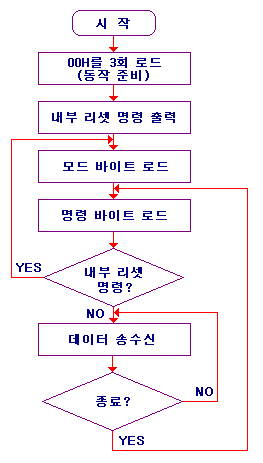 시 작
00H를 3회 로드
(동작 준비)
내부 리셋 명령 출력
모드 바이트 로드
명령 바이트 로드
YES
내부 리셋
명령?
NO
데이터 송수신
NO
종료?
YES